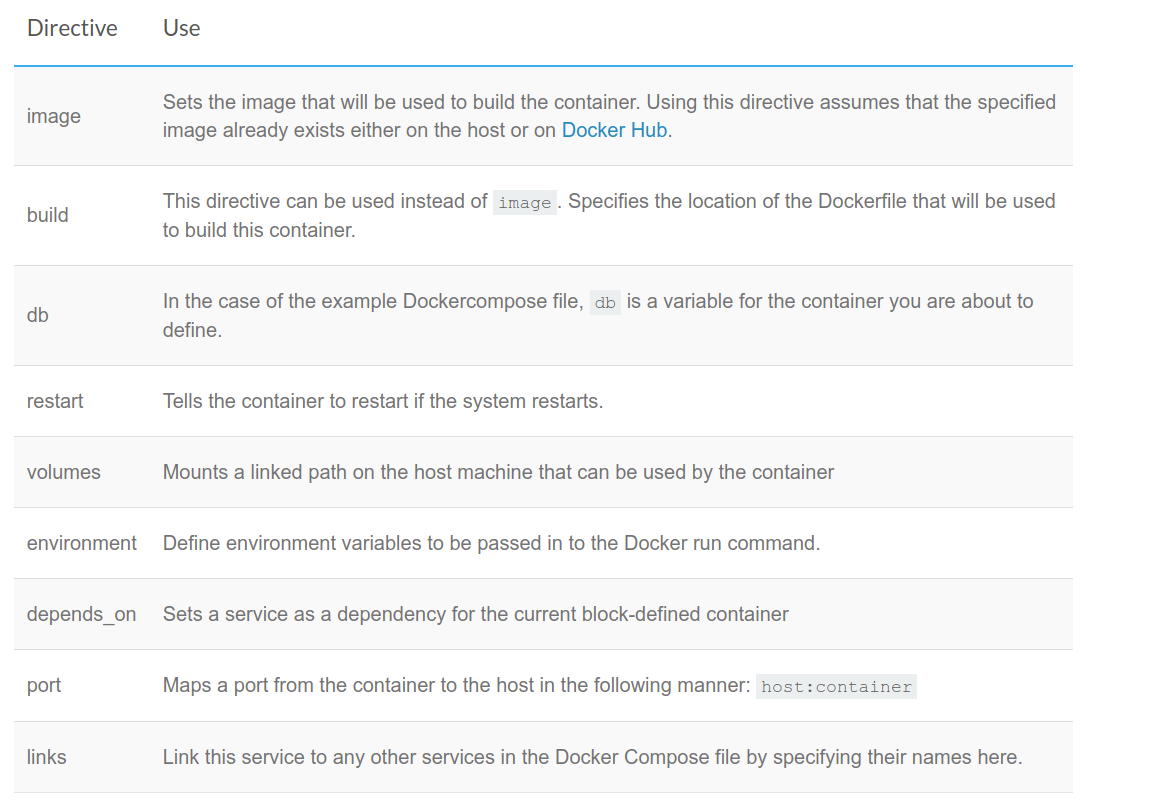 Directive Use
Sets the image that will be used to build the container. Using this directive assumes that the specified
image
image already exists either on the host or on Docker Hub.
This directive can be used instead of image. Specifies the location of the Dockerfile that will be used
build
to build this container.
In the case of the example Dockercompose file, db is a variable for the container you are about to
db
define.
restart Tells the container to restart if the system restarts.
volumes Mounts a linked path on the host machine that can be used by the container
environment Define environment variables to be passed in to the Docker run command.
depends_on Sets a service as a dependency for the current block-defined container
port Maps a port from the container to the host in the following manner: host:container
links Link this service to any other services in the Docker Compose file by specifying their names here.